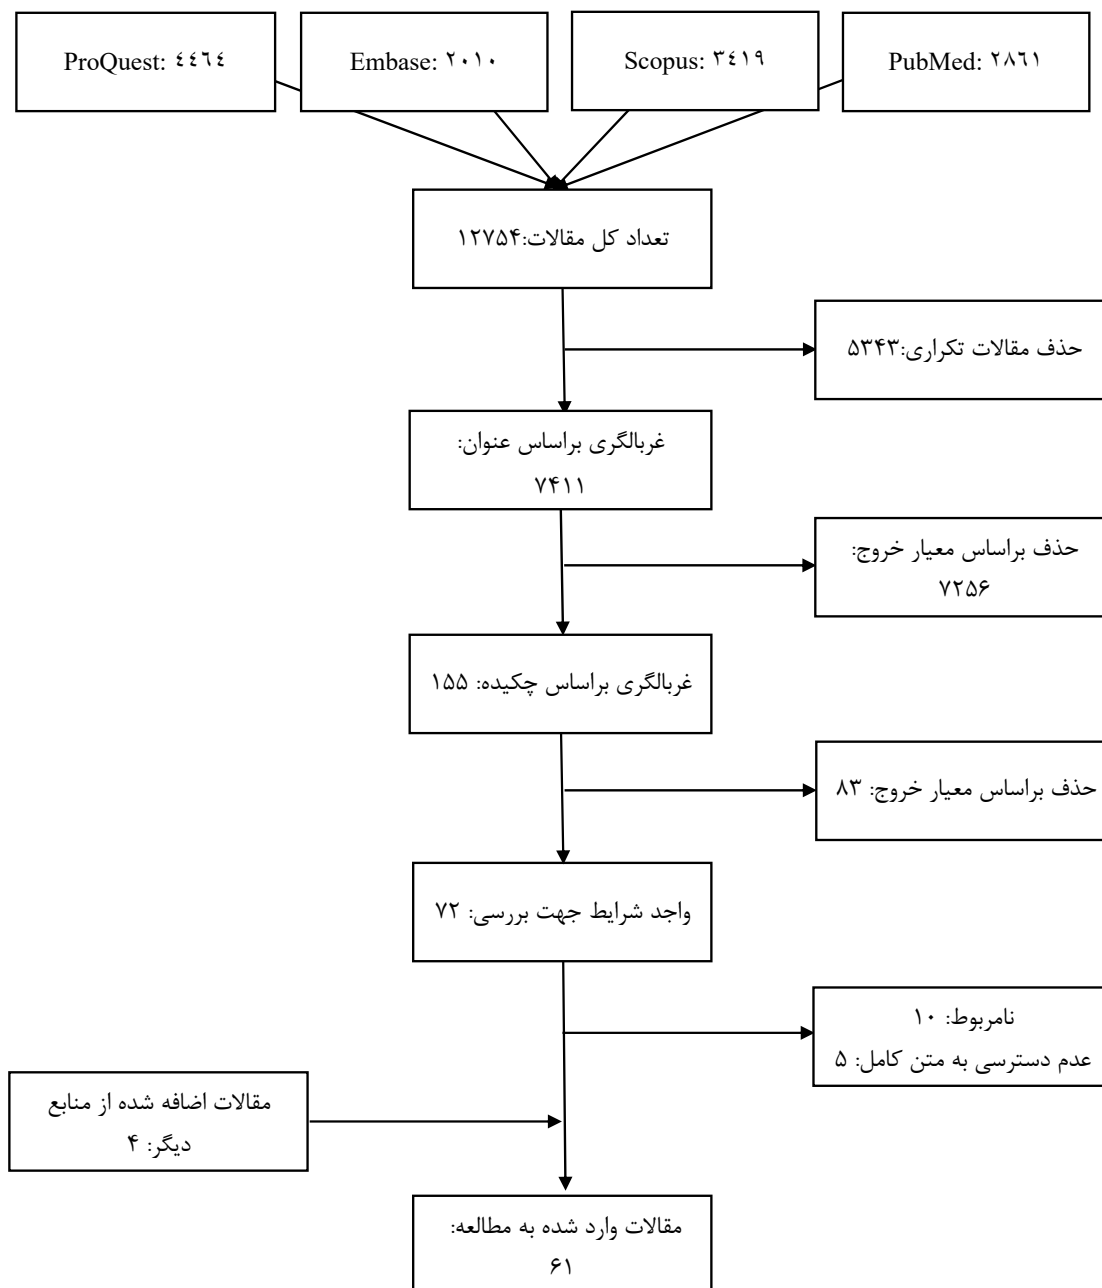 ProQuest: ٤٤٦٤
Embase: ٢٠١٠
Scopus: ٣٤١٩
PubMed: ٢٨٦١
تعداد کل مقالات:۱۲۷۵۴
حذف مقالات تکراری:۵۳۴۳
غربالگری براساس عنوان:
۷۴۱۱
حذف براساس معیار خروج:
۷۲۵۶
غربالگری براساس چکیده: ۱۵۵
حذف براساس معیار خروج: ۸۳
واجد شرایط جهت بررسی: ۷۲
نامربوط: ۱۰
عدم دسترسی به متن کامل: ۵
مقالات اضافه شده از منابع
دیگر: ۴
مقالات وارد شده به مطالعه:
۶۱